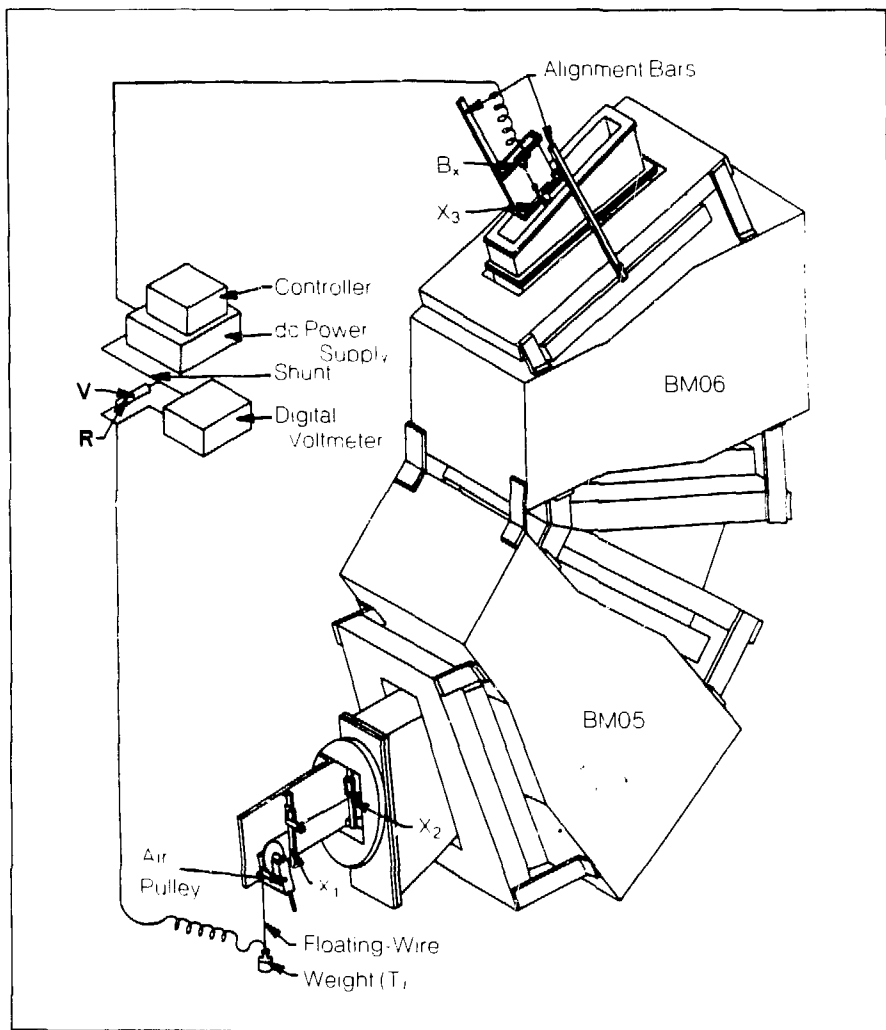 Alignment Bars
Bx
X3
Controller
dc Power
Supply
Shunt
V
R
Digital
Voltmeter
BM06
BM05
X2
X1
Air
Pulley
Floating-Wire
Weight (T)